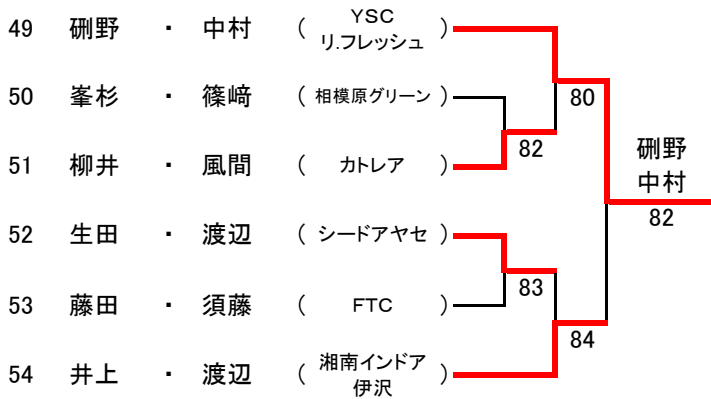 49 硎野 ・ 中村 ( YSC リ.フレッシュ )
50 峯杉 ・ 篠﨑 ( 相模原グリーン )
51 柳井 ・ 風間 ( カトレア )
52 生田 ・ 渡辺 ( シードアヤセ )
53 藤田 ・ 須藤 ( FTC )
54 井上 ・ 渡辺 ( 湘南インドア 伊沢 )
82
83
80
84
硎野
中村
82